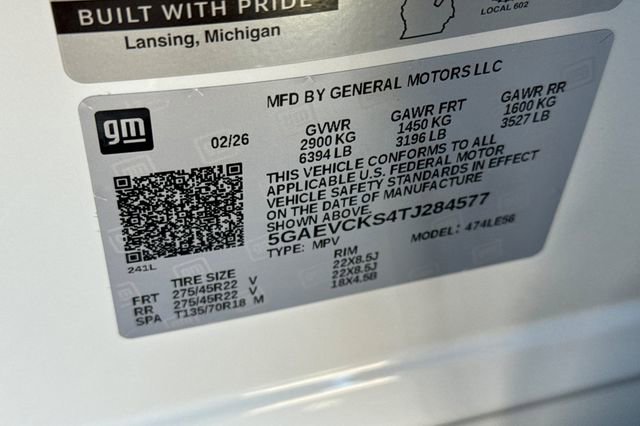 BUILT WITH PRIDE
Lansing, Michigan
LOCAL 602
MFD BY GENERAL MOTORS LLC
gm
02/26
GVWR GAWR FRT GAWR RR
2900 KG 1450 KG 1600 KG
6394 LB 3196 LB 3527 LB
THIS VEHICLE CONFORMS TO ALL
APPLICABLE U.S. FEDERAL MOTOR
VEHICLE SAFETY STANDARDS IN EFFECT
ON THE DATE OF MANUFACTURE
SHOWN ABOVE.
5GAEVCKS4TJ284577
TYPE: MPV MODEL: 474LE56
241L
TIRE SIZE RIM
FRT 275/45R22 V 22X8.5J
RR 275/45R22 V 22X8.5J
SPA T135/70R18 M 18X4.5B